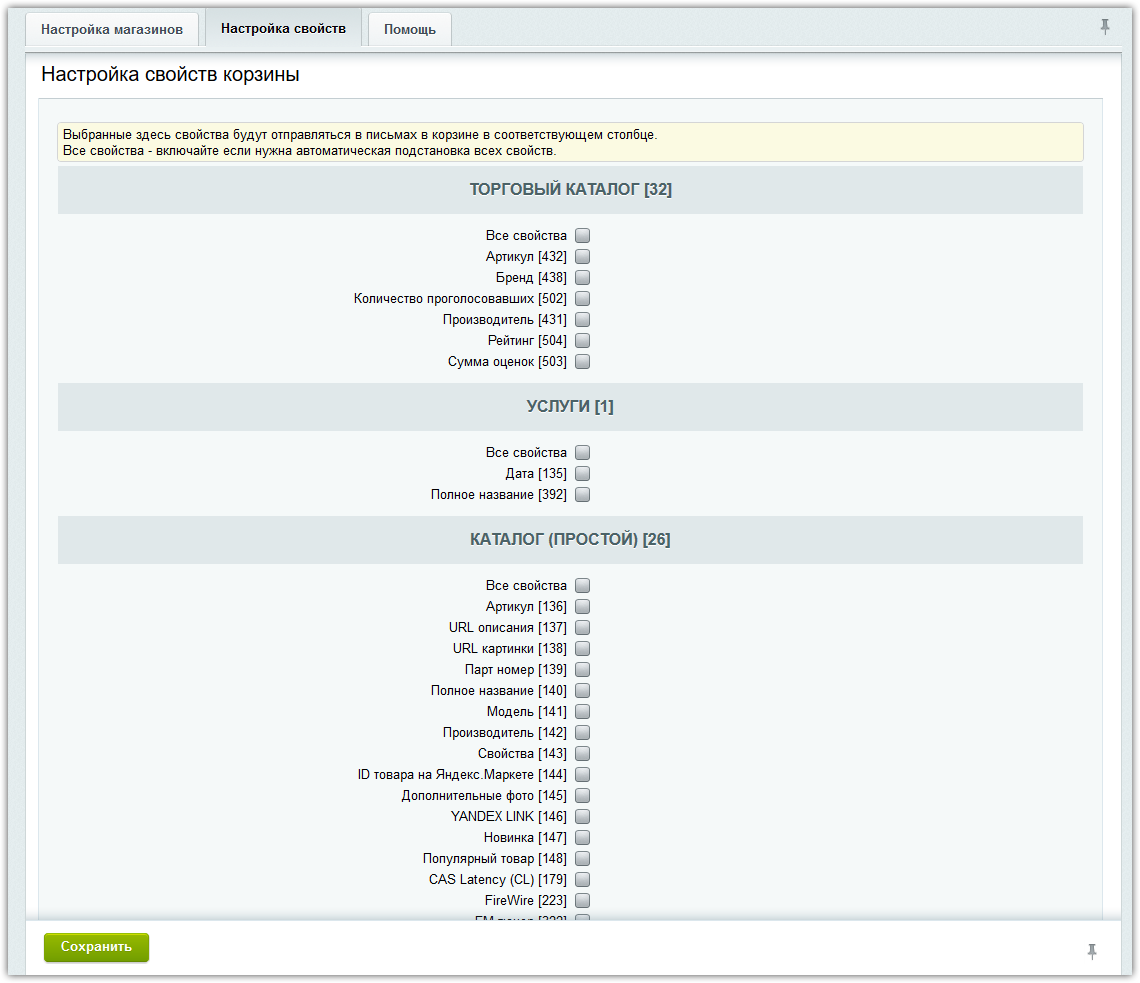 Настройка магазинов
Настройка свойств
Помощь
Настройка свойств корзины
Выбранные здесь свойства будут отправляться в письмах в корзине в соответствующем столбце.
Все свойства - включайте если нужна автоматическая подстановка всех свойств.
ТОРГОВЫЙ КАТАЛОГ [32]
Все свойства
Артикул [432]
Бренд [438]
Количество проголосовавших [502]
Производитель [431]
Рейтинг [504]
Сумма оценок [503]
УСЛУГИ [1]
Все свойства
Дата [135]
Полное название [392]
КАТАЛОГ (ПРОСТОЙ) [26]
Все свойства
Артикул [136]
URL описания [137]
URL картинки [138]
Парт номер [139]
Полное название [140]
Модель [141]
Производитель [142]
Свойства [143]
ID товара на Яндекс.Маркете [144]
Дополнительные фото [145]
YANDEX LINK [146]
Новинка [147]
Популярный товар [148]
CAS Latency (CL) [179]
FireWire [223]
Сохранить